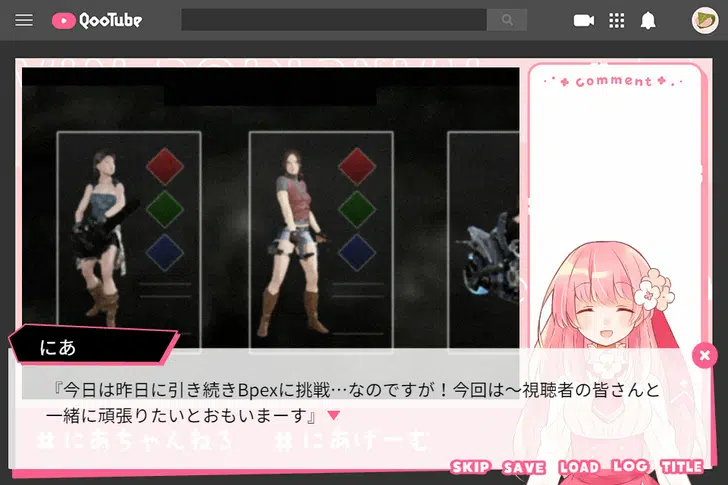 QooTube
Comment
にあ
『今日は昨日に引き続きBpexに挑戦…なのですが！今回は～視聴者の皆さんと
一緒に頑張りたいとおもいまーす』
#にあちゃんねる #にあげーむ
SKIP SAVE LOAD LOG TITLE